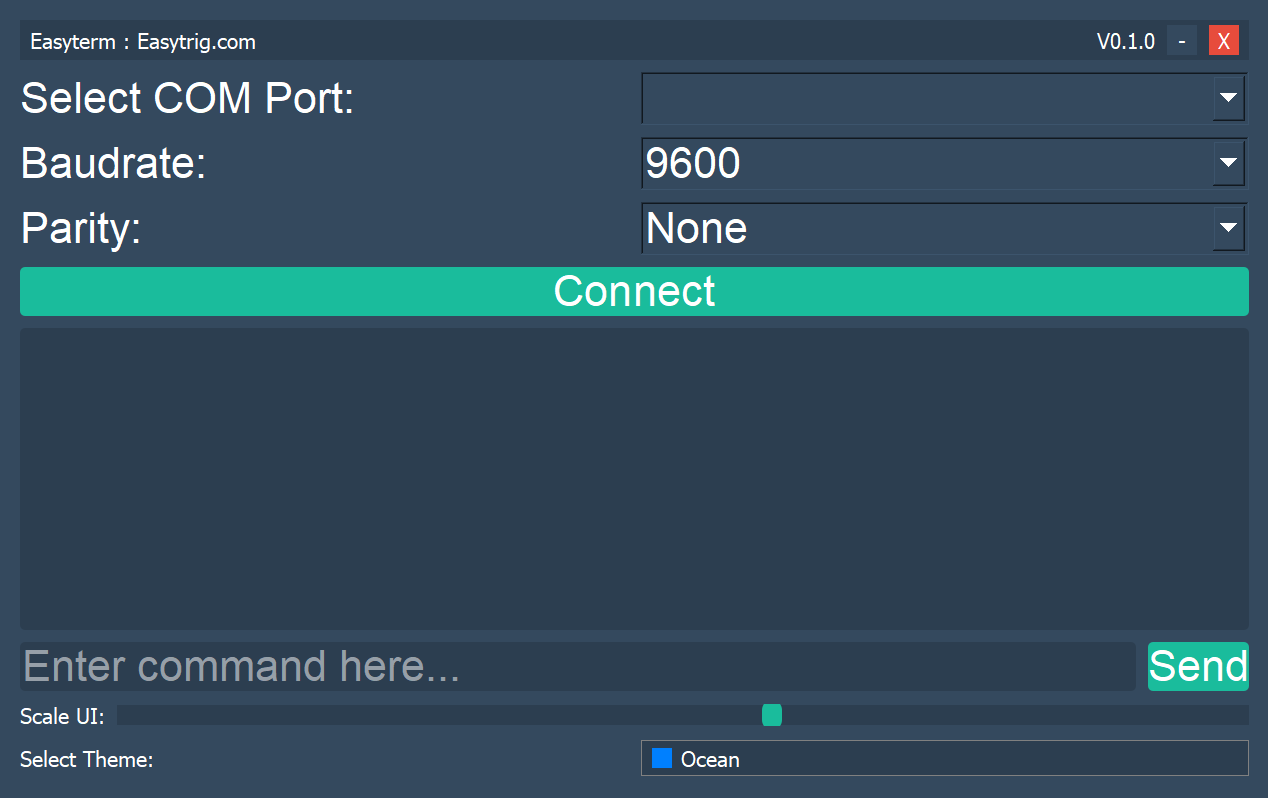 Easyterm : Easytrig.com V0.1.0 - X
Select COM Port:
Baudrate: 9600
Parity: None
Connect
Enter command here... Send
Scale UI:
Select Theme: Ocean